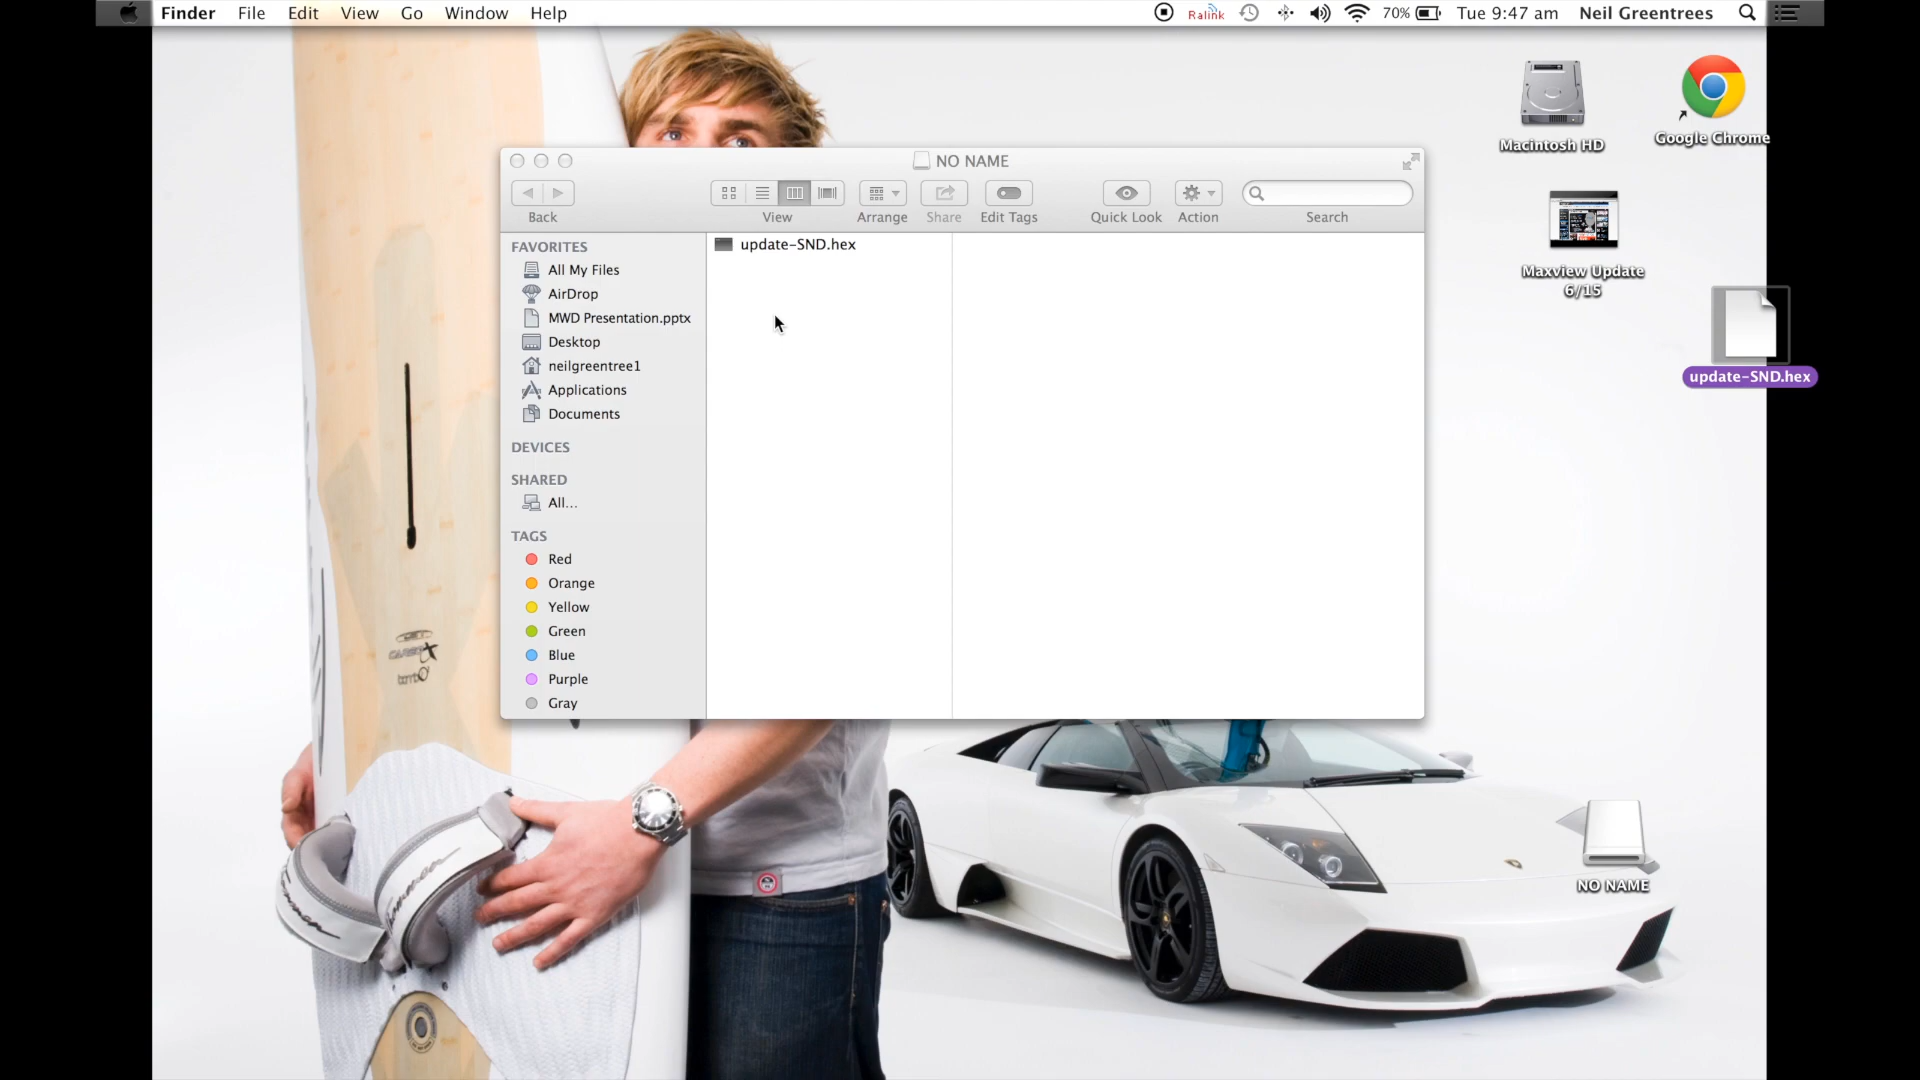 Finder File Edit View Go Window Help Ralink 70% Tue 9:47 am Neil Greentrees
Macintosh HD
Google Chrome
Maxview Update
6/15
update-SND.hex
NO NAME
NO NAME
Back View Arrange Share Edit Tags Quick Look Action Search
FAVORITES
All My Files
AirDrop
MWD Presentation.pptx
Desktop
neilgreentree1
Applications
Documents
DEVICES
SHARED
All...
TAGS
Red
Orange
Yellow
Green
Blue
Purple
Gray
update-SND.hex